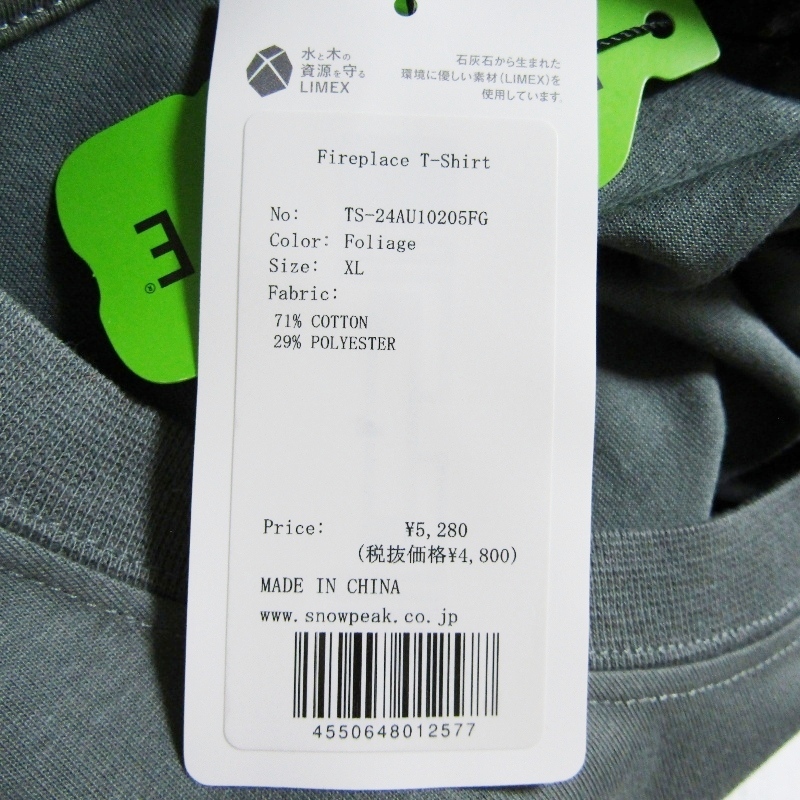 水と木の
資源を守る
LIMEX
石灰石から生まれた
環境に優しい素材(LIMEX)を
使用しています。
Fireplace T-Shirt
No: TS-24AU10205FG
Color: Foliage
Size: XL
Fabric:
71% COTTON
29% POLYESTER
Price: ¥5,280
(税抜価格¥4,800)
MADE IN CHINA
www.snowpeak.co.jp
4550648012577
E®